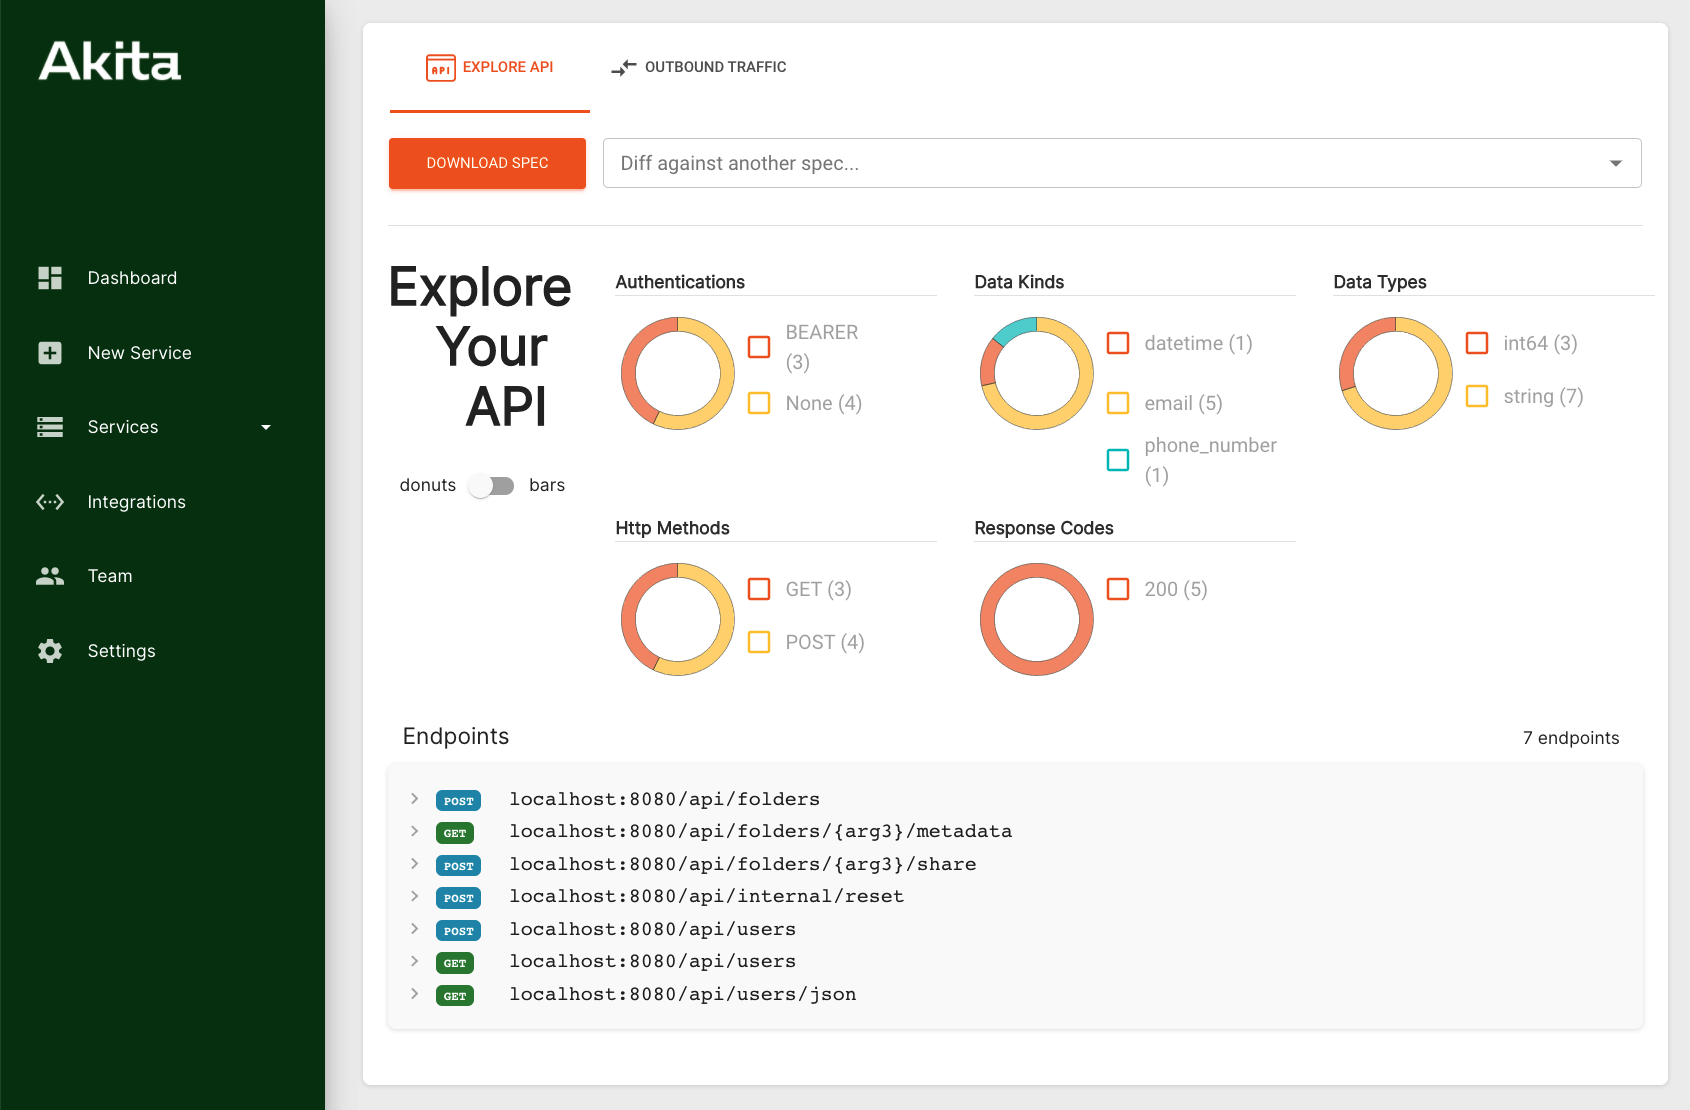 Akita
Dashboard
New Service
Services
Integrations
Team
Settings
API EXPLORE API
OUTBOUND TRAFFIC
DOWNLOAD SPEC
Diff against another spec...
Explore
Your
API
donuts bars
Authentications
BEARER
(3)
None (4)
Data Kinds
datetime (1)
email (5)
phone_number
(1)
Data Types
int64 (3)
string (7)
Http Methods
GET (3)
POST (4)
Response Codes
200 (5)
Endpoints
7 endpoints
POST localhost:8080/api/folders
GET localhost:8080/api/folders/{arg3}/metadata
POST localhost:8080/api/folders/{arg3}/share
POST localhost:8080/api/internal/reset
POST localhost:8080/api/users
GET localhost:8080/api/users
GET localhost:8080/api/users/json